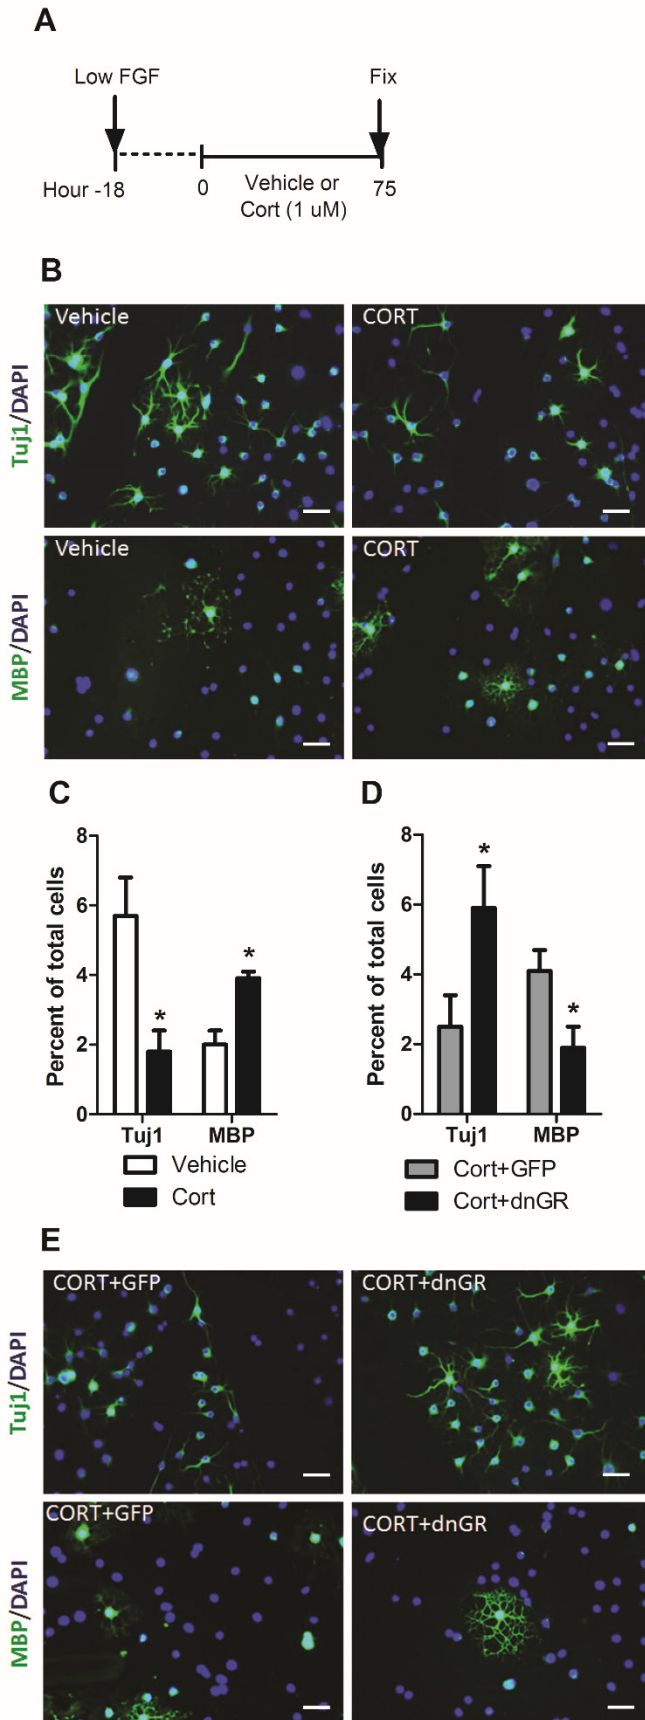 A
Low FGF
Fix
Hour -18
0
Vehicle or
Cort (1 uM)
75
B
Tuj1/DAPI
Vehicle
CORT
MBP/DAPI
Vehicle
CORT
C
Percent of total cells
8
6
4
2
0
Tuj1
MBP
*
*
Vehicle
Cort
D
Percent of total cells
8
6
4
2
0
Tuj1
MBP
*
*
Cort+GFP
Cort+dnGR
E
Tuj1/DAPI
CORT+GFP
CORT+dnGR
MBP/DAPI
CORT+GFP
CORT+dnGR